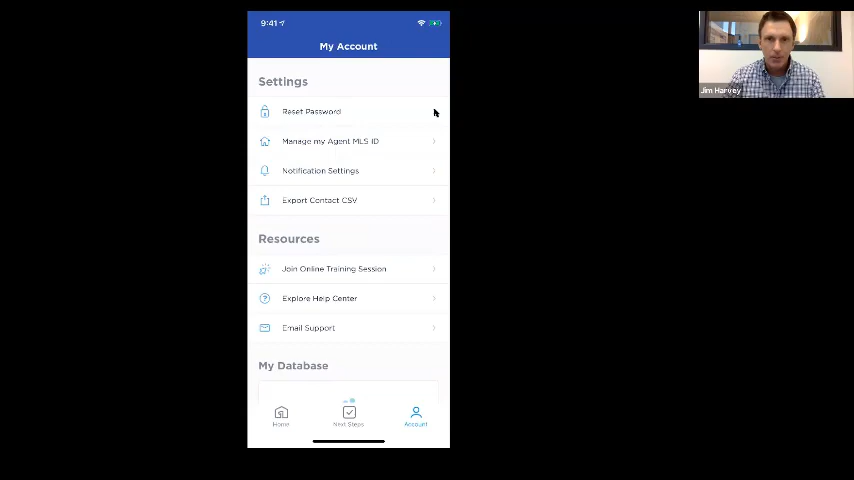 9:41
My Account
Settings
Reset Password
Manage my Agent MLS ID
Notification Settings
Export Contact CSV
Resources
Join Online Training Session
Explore Help Center
Email Support
My Database
Home
Next Steps
Account
Jim Harvey